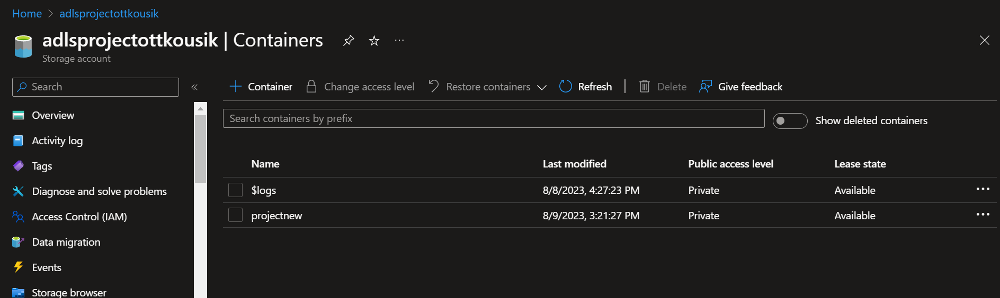 Home > adlsprojectottkousik
adlsprojectottkousik | Containers
Storage account
Search
Container
Change access level
Restore containers
Refresh
Delete
Give feedback
Search containers by prefix
Show deleted containers
Overview
Activity log
Tags
Diagnose and solve problems
Access Control (IAM)
Data migration
Events
Storage browser
Name Last modified Public access level Lease state
$logs 8/8/2023, 4:27:23 PM Private Available
projectnew 8/9/2023, 3:21:27 PM Private Available